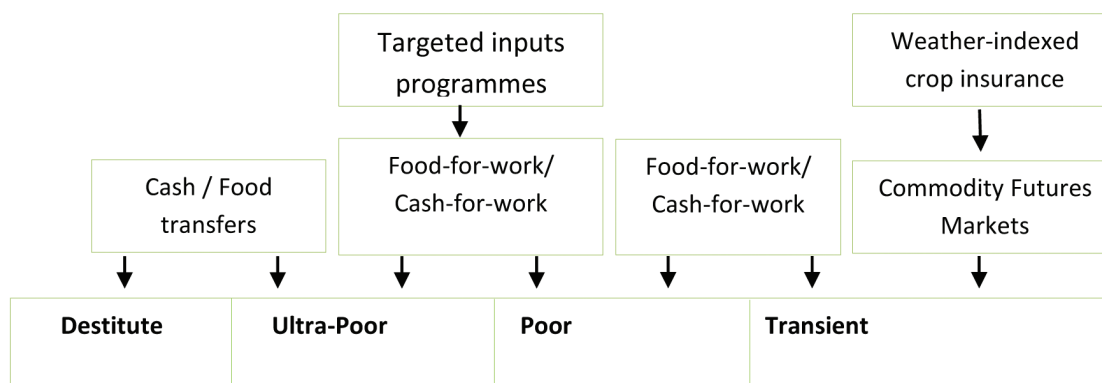 Targeted inputs
programmes
Weather-indexed
crop insurance
Cash / Food
transfers
Food-for-work/
Cash-for-work
Food-for-work/
Cash-for-work
Commodity Futures
Markets
Destitute
Ultra-Poor
Poor
Transient